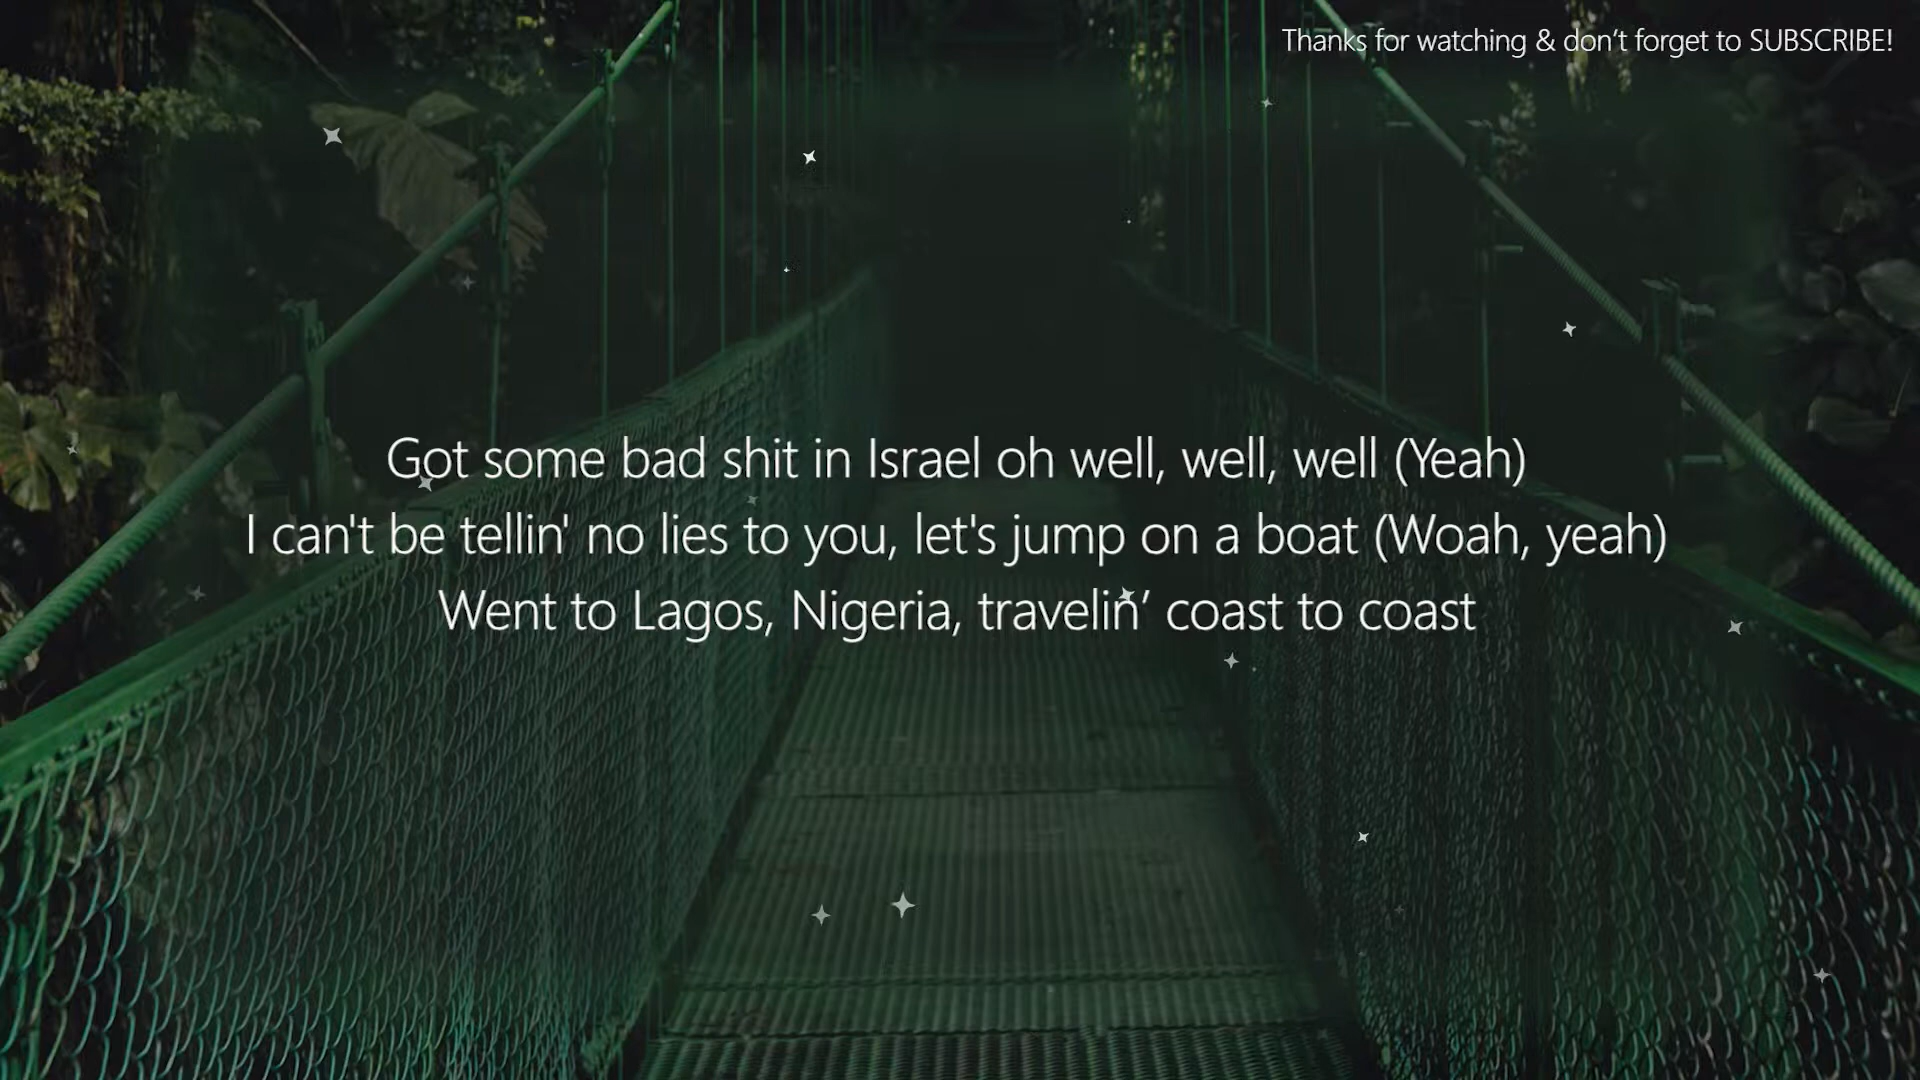 Thanks for watching & don’t forget to SUBSCRIBE!
Got some bad shit in Israel oh well, well, well (Yeah)
I can't be tellin' no lies to you, let's jump on a boat (Woah, yeah)
Went to Lagos, Nigeria, travelin’ coast to coast